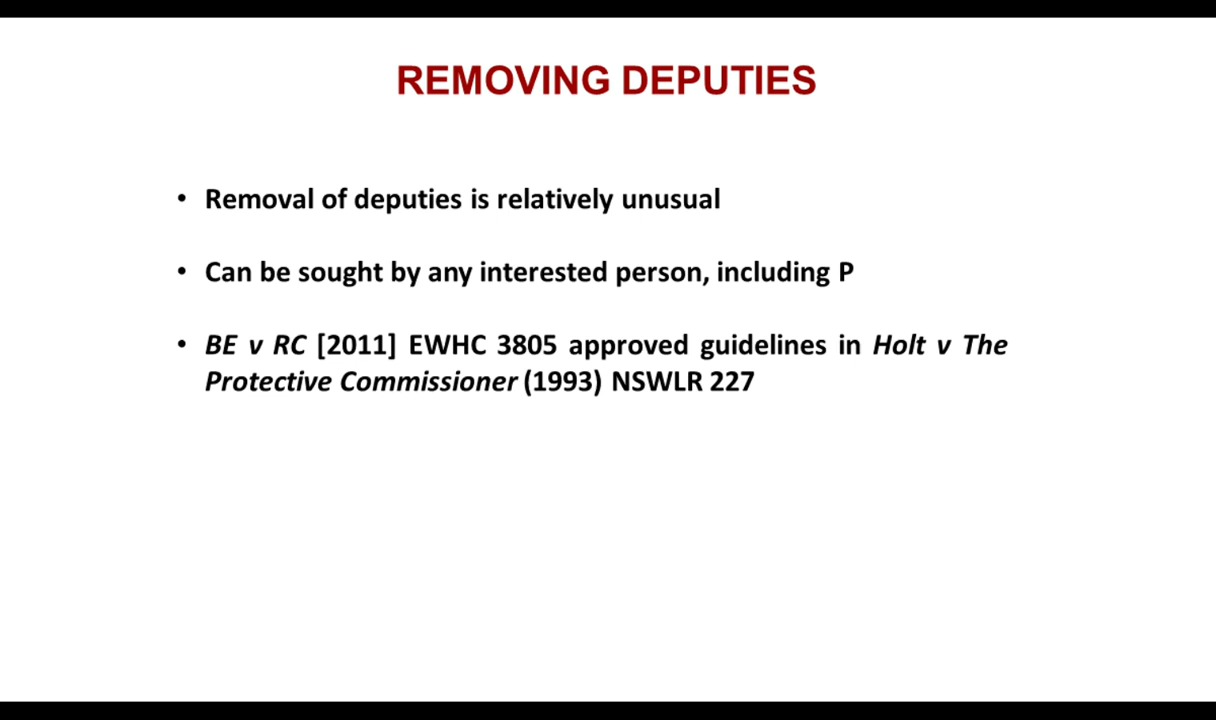 REMOVING DEPUTIES
• Removal of deputies is relatively unusual
• Can be sought by any interested person, including P
• BE v RC [2011] EWHC 3805 approved guidelines in Holt v The
Protective Commissioner (1993) NSWLR 227